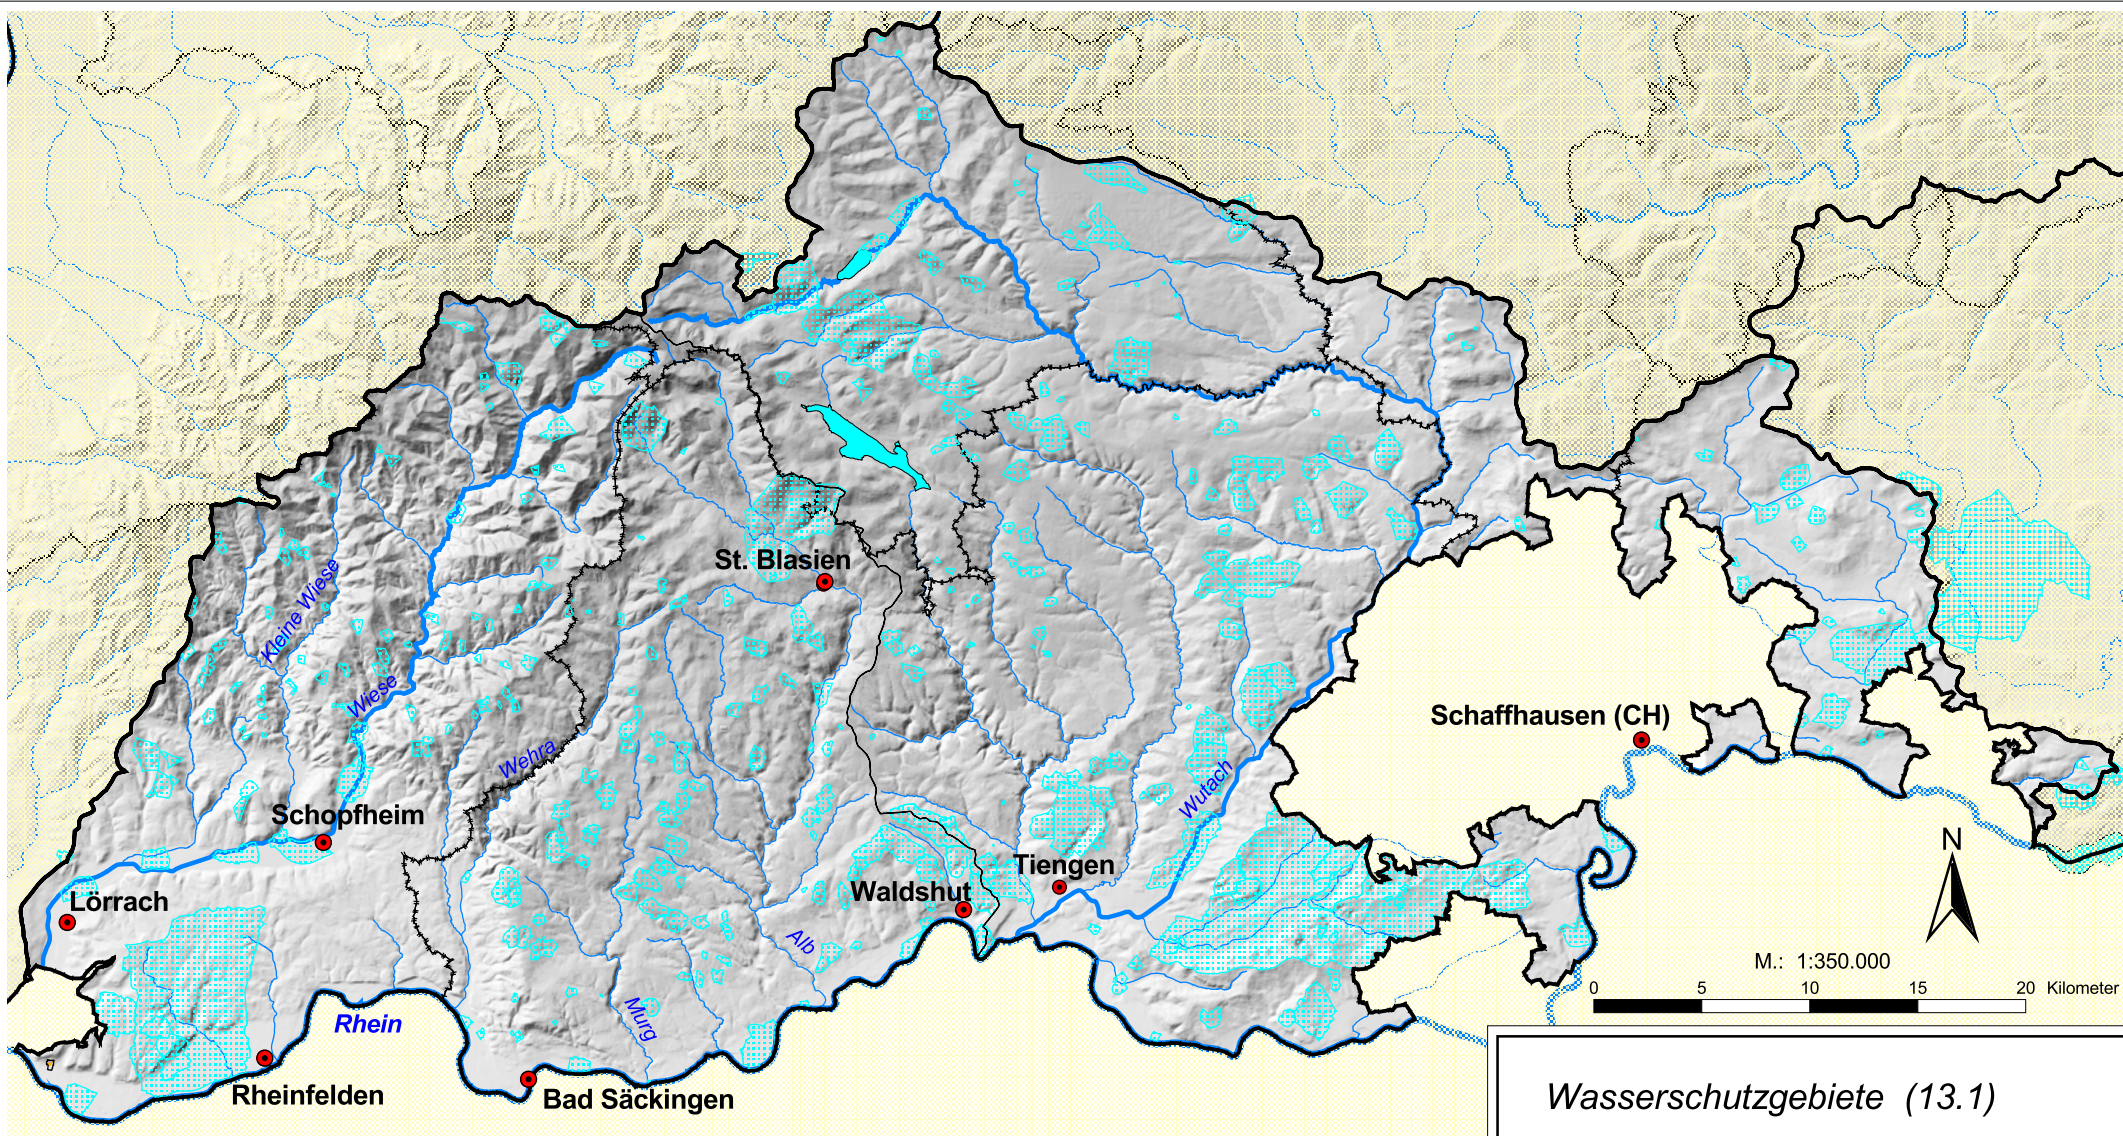 St. Blasien
Kleine Wiese
Wiese
Schaffhausen (CH)
Wehra
Wutach
Schopfheim
N
Tiengen
Lörrach
Waldshut
Alb
M.: 1:350.000
0 5 10 15 20 Kilometer
Rhein
Murg
Rheinfelden
Bad Säckingen
Wasserschutzgebiete (13.1)